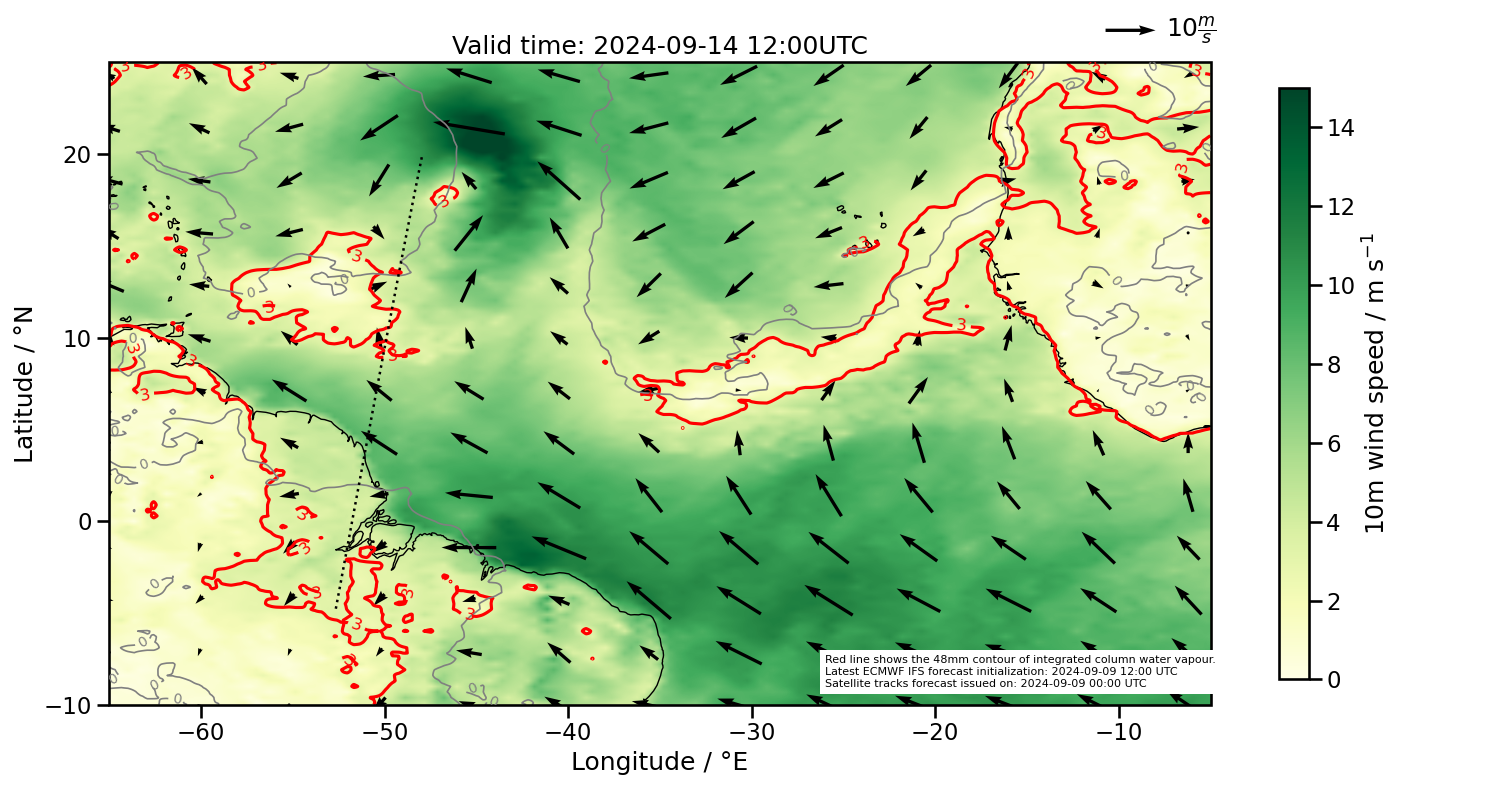 10 m/s
Valid time: 2024-09-14 12:00UTC
Latitude / °N
20
10
0
−10
−60
−50
−40
−30
−20
−10
Longitude / °E
Red line shows the 48mm contour of integrated column water vapour.
Latest ECMWF IFS forecast initialization: 2024-09-09 12:00 UTC
Satellite tracks forecast issued on: 2024-09-09 00:00 UTC
14
12
10
8
6
4
2
0
10m wind speed / m s⁻¹